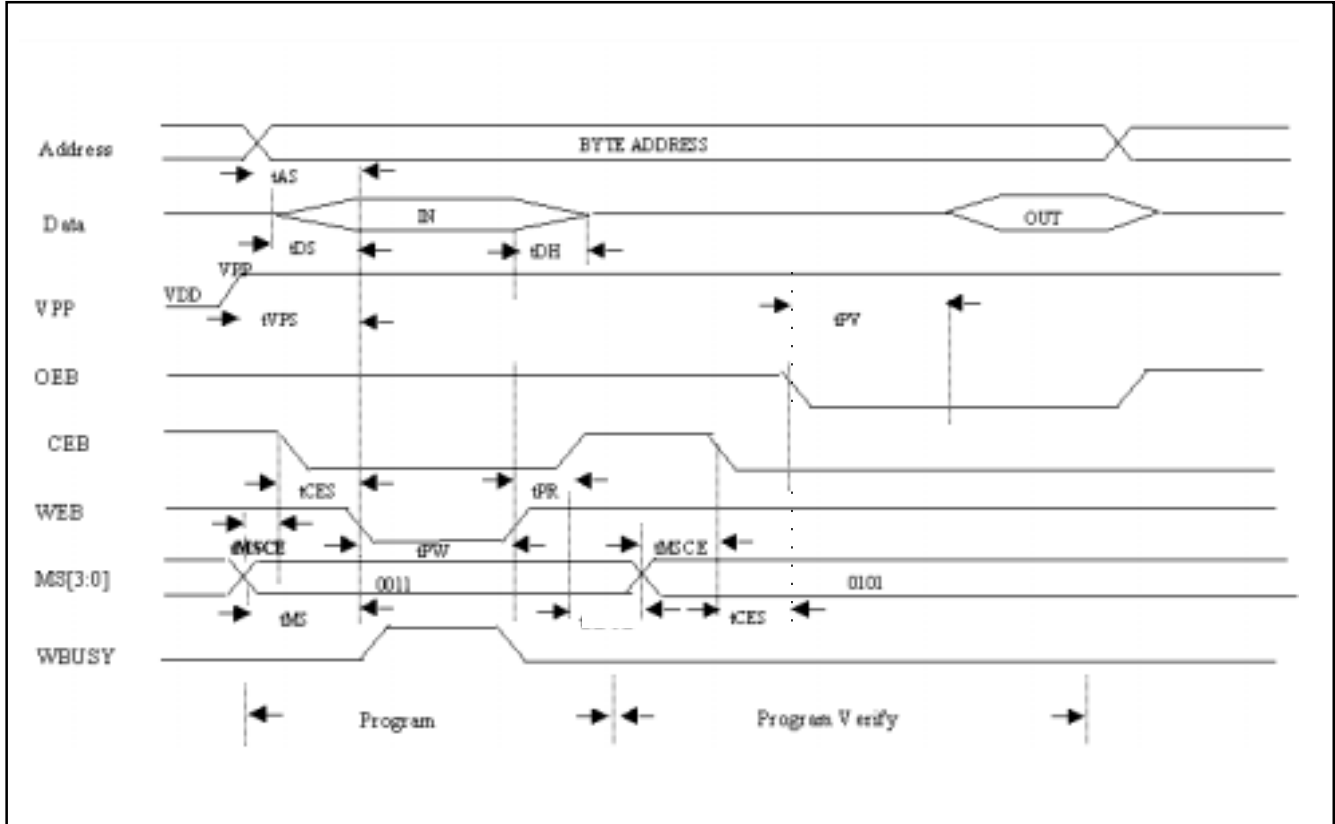 Address
BYTE ADDRESS
tAS
Data
IN
OUT
tDS
tDH
VPP
VDD
VPP
tVPS
tPV
OEB
CEB
tCES
tPR
WEB
tMSCE
tPW
tMSCE
MS[3:0]
0011
0101
tMS
tCES
WBUSY
Program
Program Verify